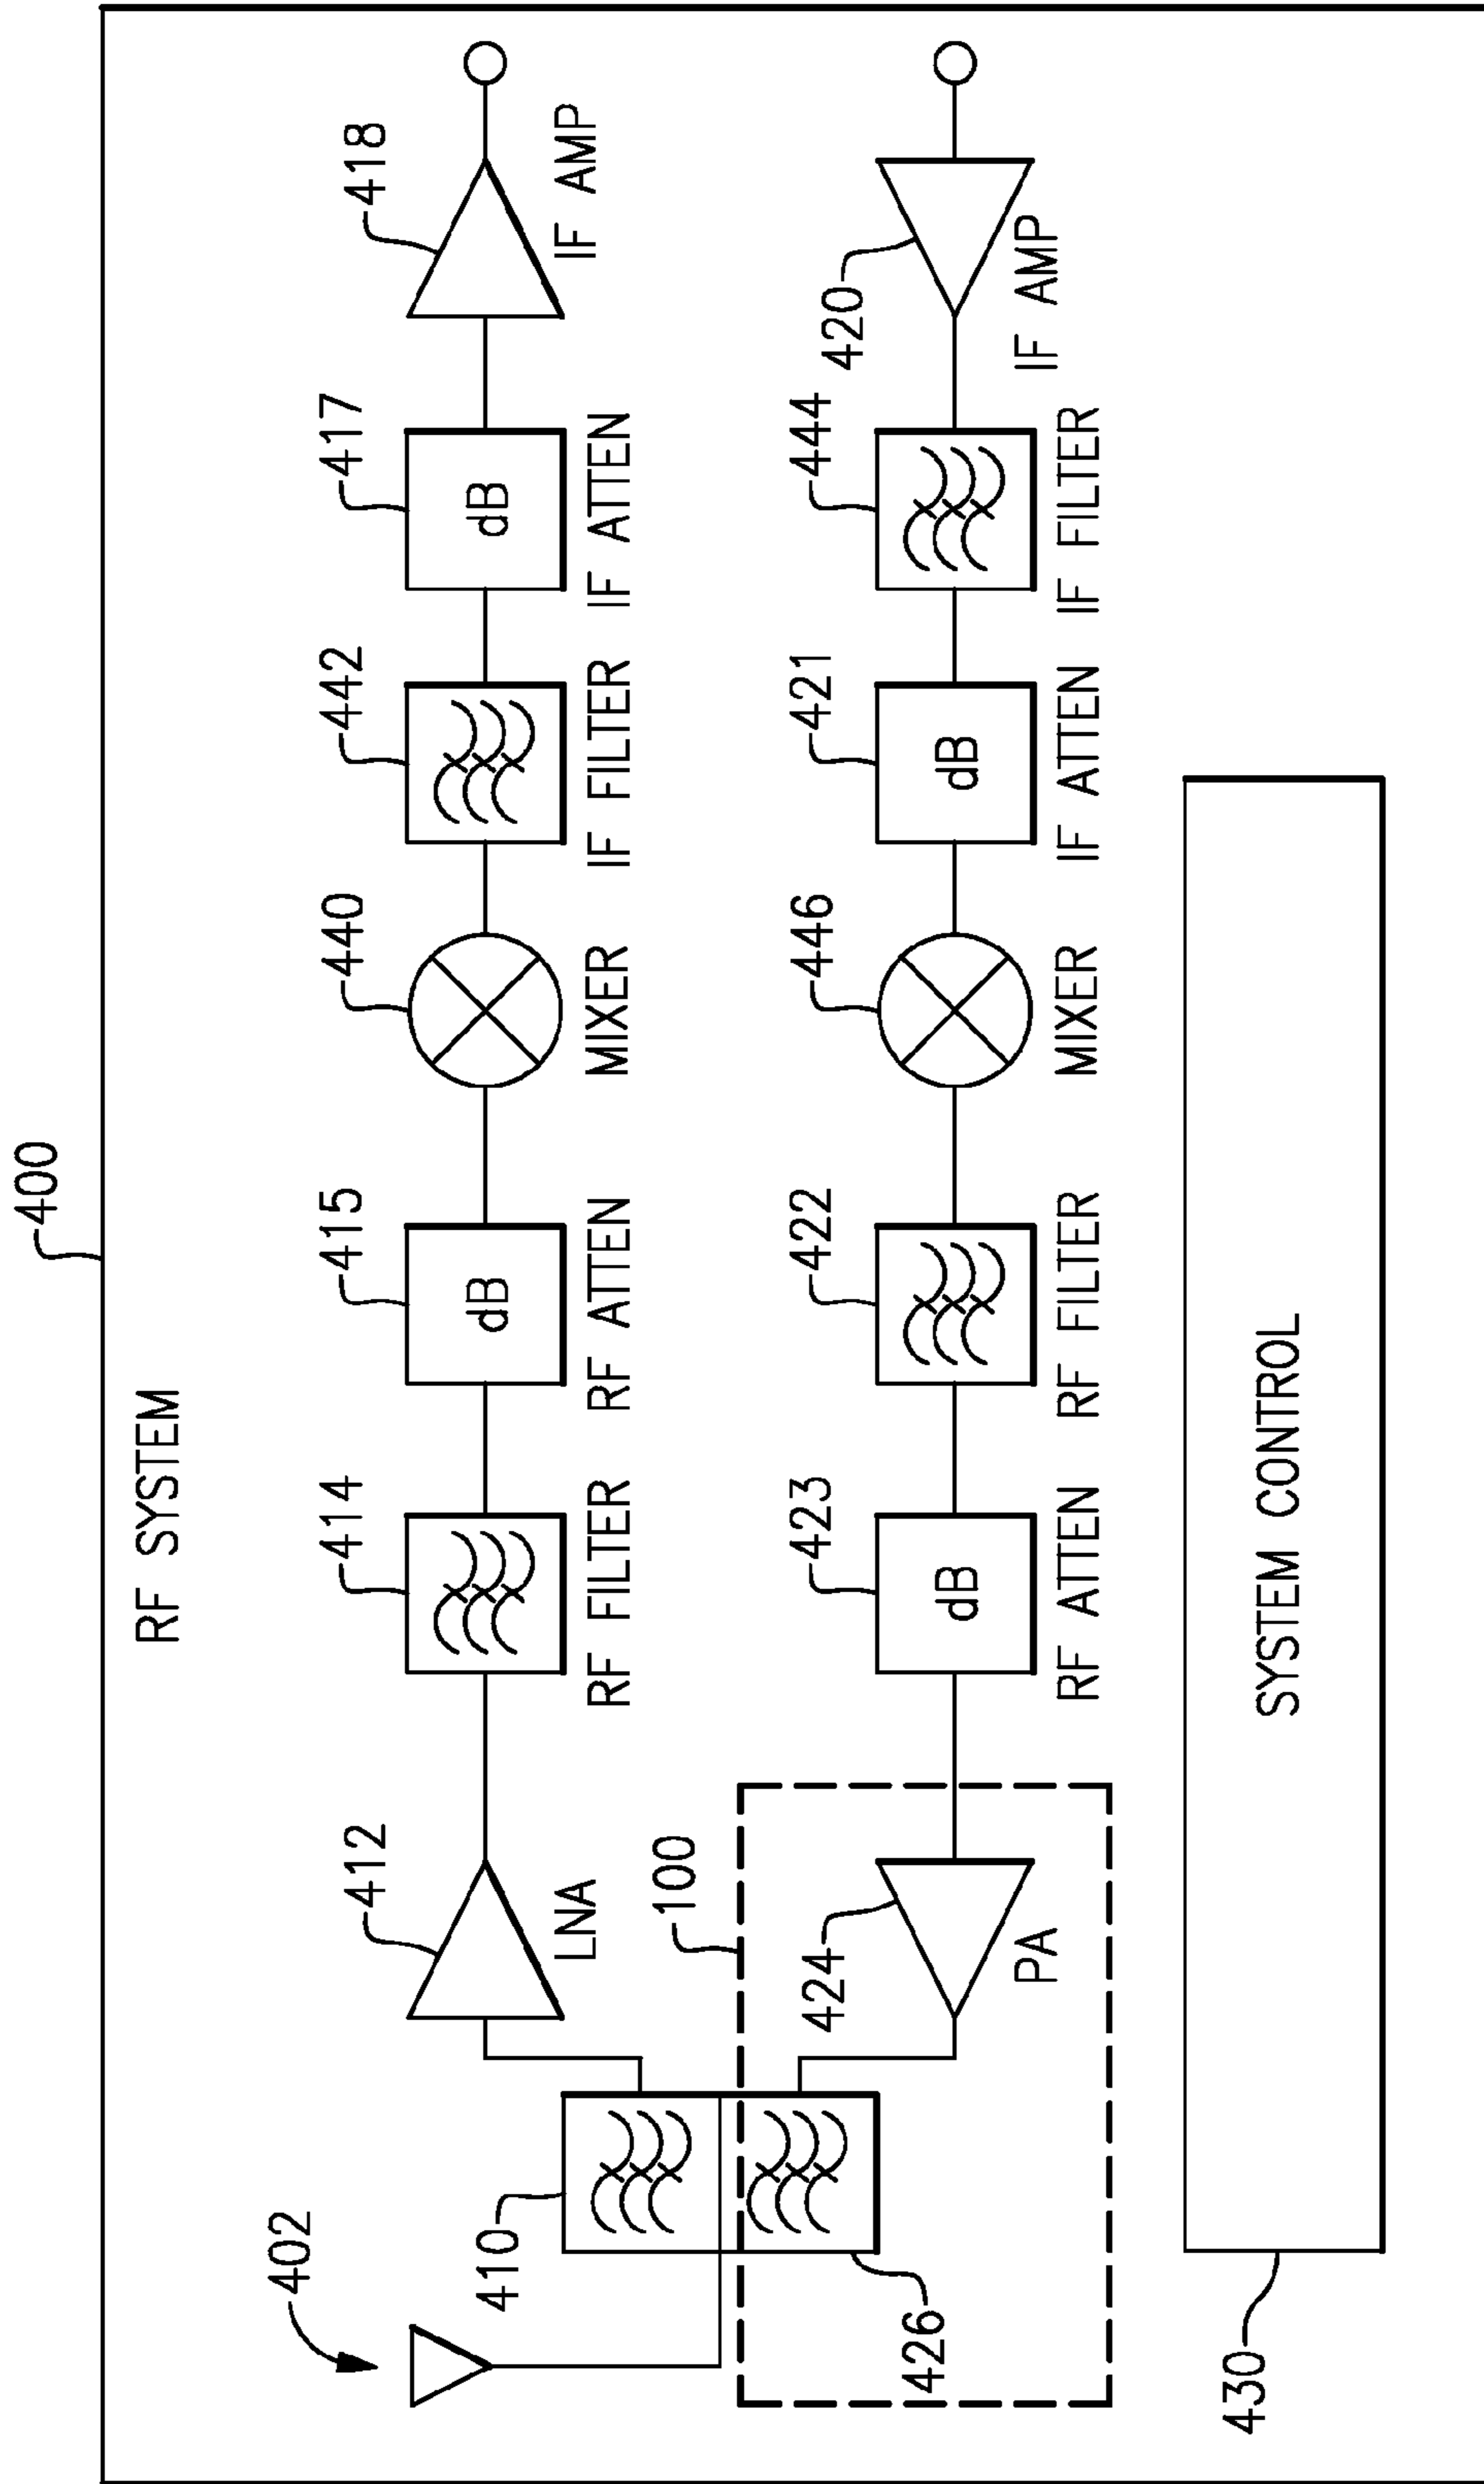 400
RF SYSTEM
402
410
412
LNA
414
RF FILTER
415
dB
RF ATTEN
440
MIXER
442
IF FILTER
417
dB
IF ATTEN
418
IF AMP
100
426
424
PA
423
dB
RF ATTEN
422
RF FILTER
446
MIXER
421
dB
IF ATTEN
444
IF FILTER
420
IF AMP
430
SYSTEM CONTROL